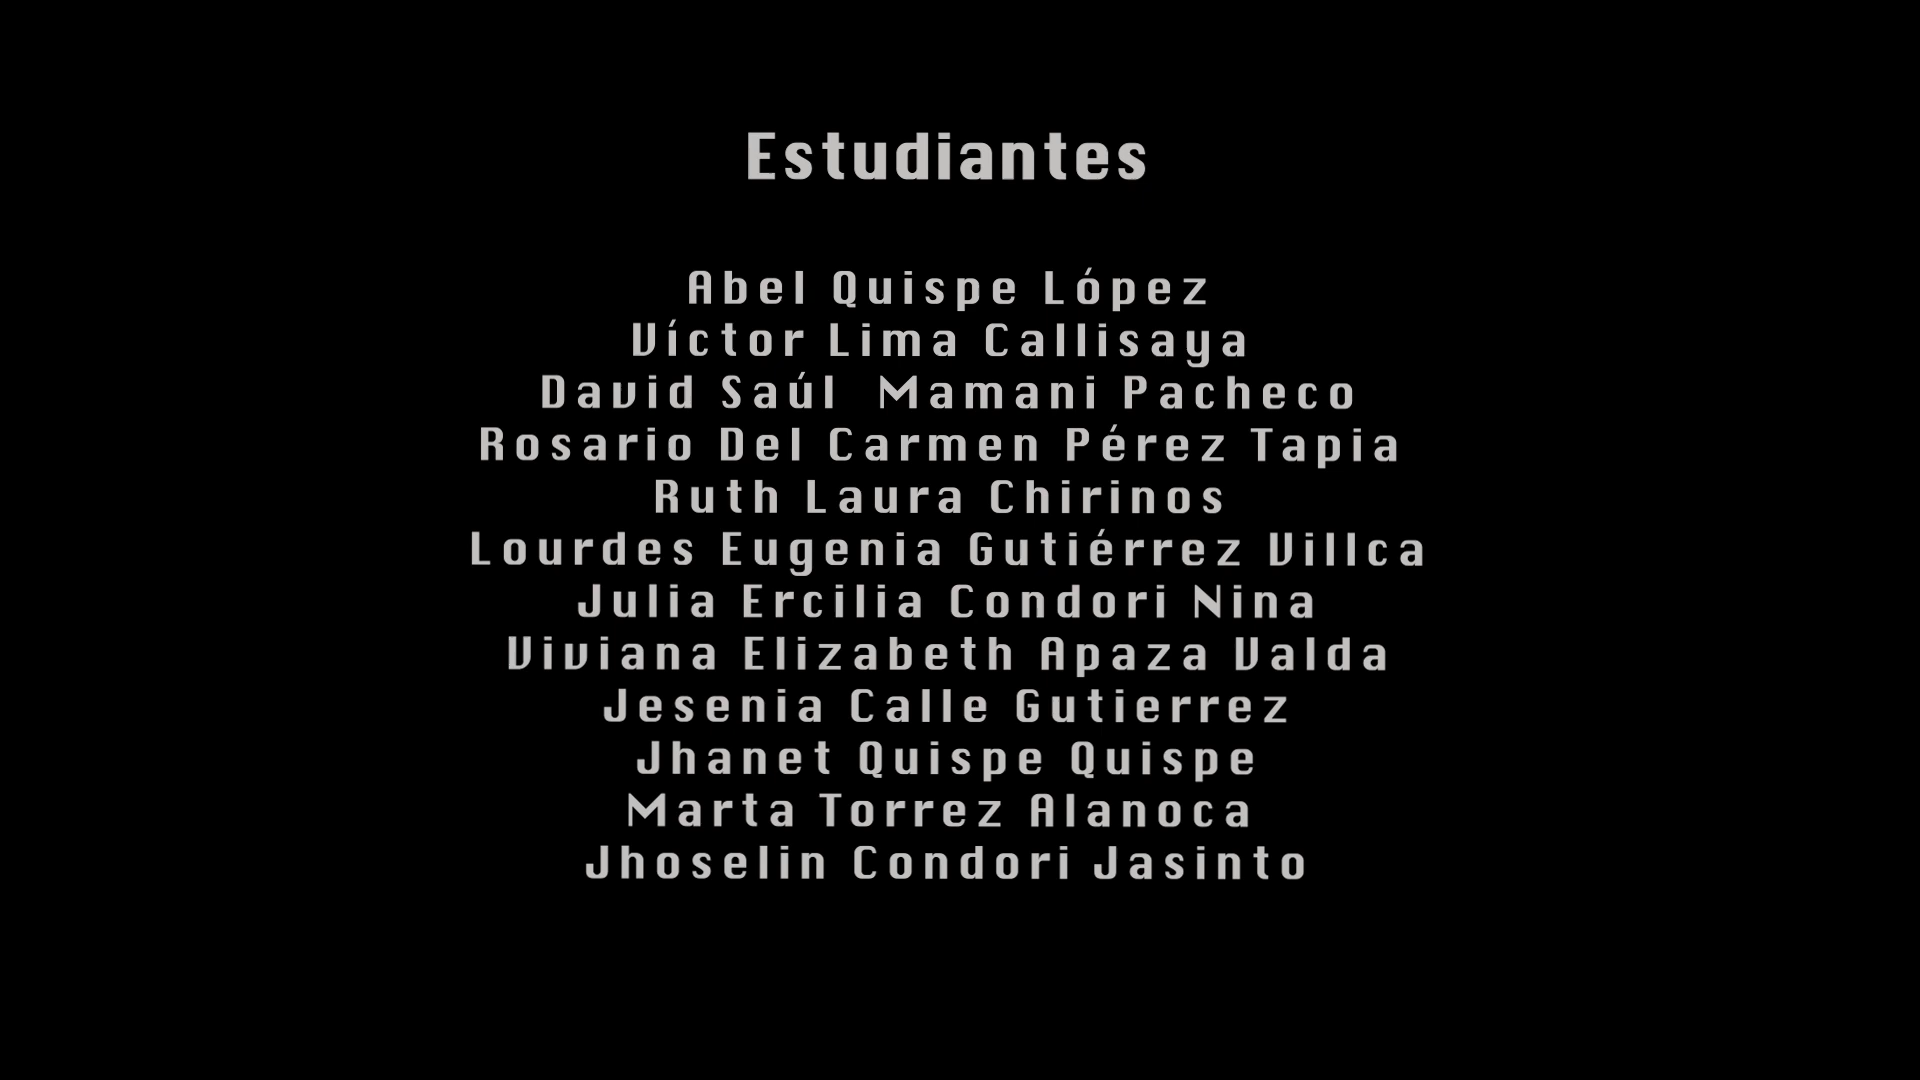 Estudiantes
Abel Quispe López
Víctor Lima Callisaya
David Saúl  Mamani Pacheco
Rosario Del Carmen Pérez Tapia
Ruth Laura Chirinos
Lourdes Eugenia Gutiérrez Villca
Julia Ercilia Condori Nina
Viviana Elizabeth Apaza Valda
Jesenia Calle Gutierrez
Jhanet Quispe Quispe
Marta Torrez Alanoca
Jhoselin Condori Jasinto